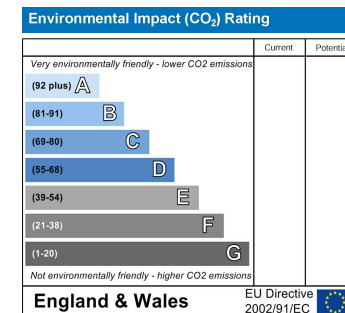 Environmental Impact (CO₂) Rating
Current Potentia
Very environmentally friendly - lower CO2 emissions
(92 plus) A
(81-91) B
(69-80) C
(55-68) D
(39-54) E
(21-38) F
(1-20) G
Not environmentally friendly - higher CO2 emissions
England & Wales
EU Directive
2002/91/EC